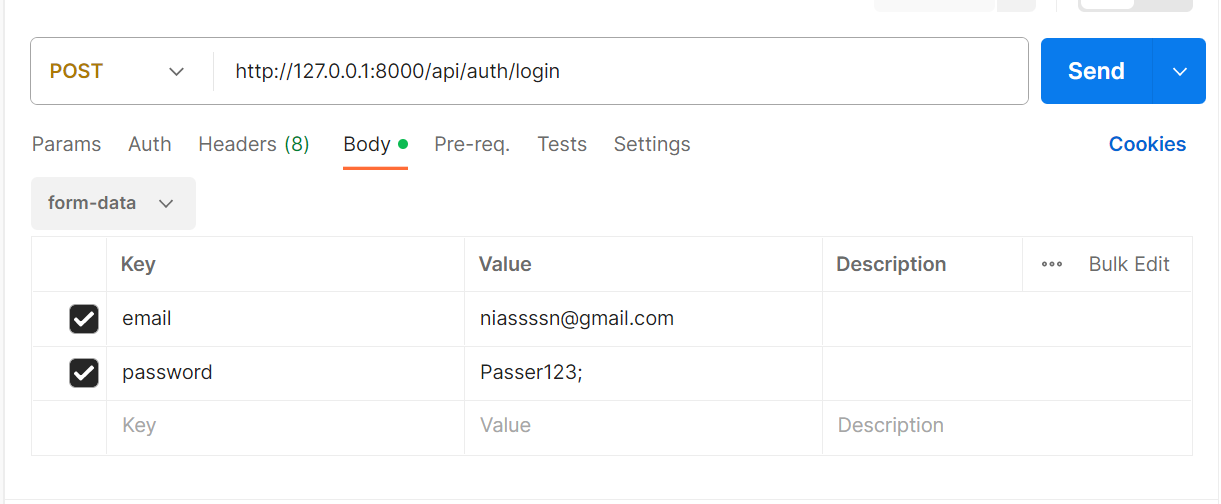 POST http://127.0.0.1:8000/api/auth/login Send
Params Auth Headers (8) Body Pre-req. Tests Settings Cookies
form-data
Key Value Description Bulk Edit
email niassssn@gmail.com
password Passer123;
Key Value Description